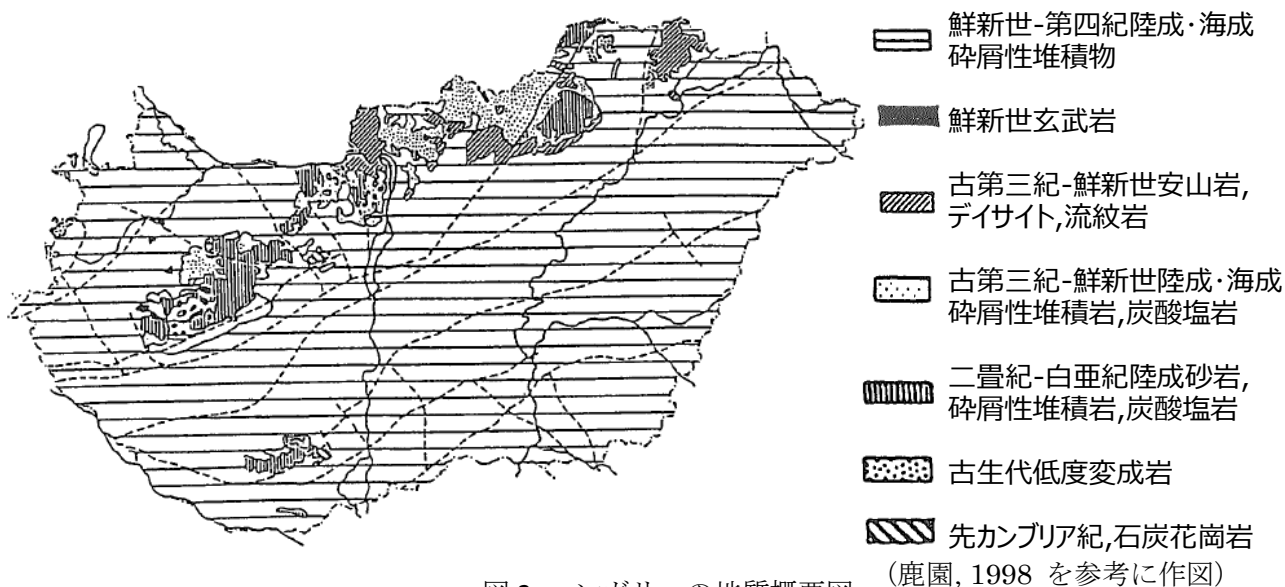 鮮新世-第四紀陸成・海成
砕屑性堆積物
鮮新世玄武岩
古第三紀-鮮新世安山岩,
デイサイト,流紋岩
古第三紀-鮮新世陸成・海成
砕屑性堆積岩,炭酸塩岩
二畳紀-白亜紀陸成砂岩,
砕屑性堆積岩,炭酸塩岩
古生代低度変成岩
先カンブリア紀,石炭花崗岩
(鹿園, 1998 を参考に作図)